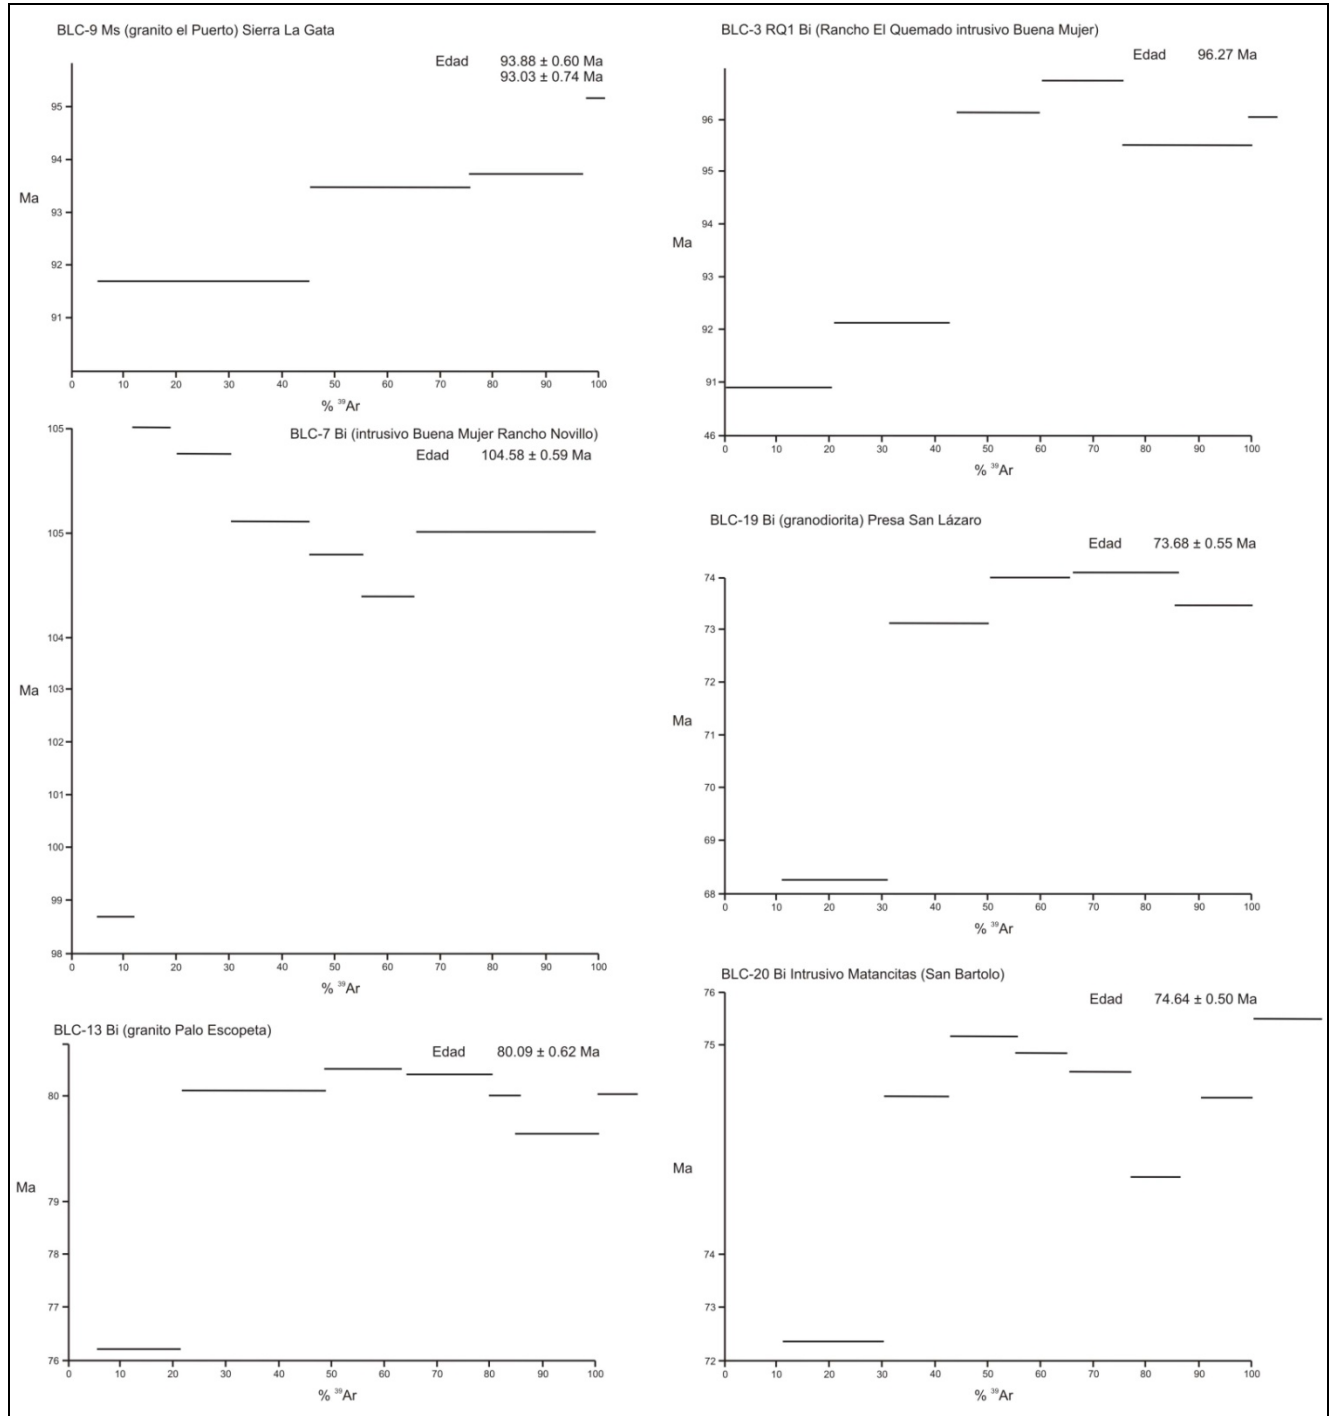 BLC-9 Ms (granito el Puerto) Sierra La Gata
Edad 93.88 ± 0.60 Ma
93.03 ± 0.74 Ma
95
94
Ma
93
92
91
0 10 20 30 40 50 60 70 80 90 100
% ³⁹Ar
BLC-3 RQ1 Bi (Rancho El Quemado intrusivo Buena Mujer)
Edad 96.27 Ma
96
95
94
Ma
93
92
91
46
0 10 20 30 40 50 60 70 80 90 100
% ³⁹Ar
BLC-7 Bi (intrusivo Buena Mujer Rancho Novillo)
Edad 104.58 ± 0.59 Ma
105
105
104
Ma
103
102
101
100
99
98
0 10 20 30 40 50 60 70 80 90 100
% ³⁹Ar
BLC-19 Bi (granodiorita) Presa San Lázaro
Edad 73.68 ± 0.55 Ma
74
73
72
Ma
71
70
69
68
0 10 20 30 40 50 60 70 80 90 100
% ³⁹Ar
BLC-13 Bi (granito Palo Escopeta)
Edad 80.09 ± 0.62 Ma
80
Ma
79
78
77
76
0 10 20 30 40 50 60 70 80 90 100
% ³⁹Ar
BLC-20 Bi Intrusivo Matancitas (San Bartolo)
Edad 74.64 ± 0.50 Ma
76
75
Ma
74
73
72
0 10 20 30 40 50 60 70 80 90 100
% ³⁹Ar